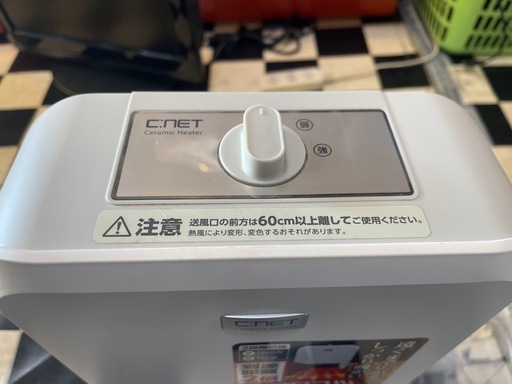 C:NET
Ceramic Heater
弱
強
注意 送風口の前方は60cm以上離してご使用ください。
熱風により変形、変色するおそれがあります。
C:NET
Ceramic Heater